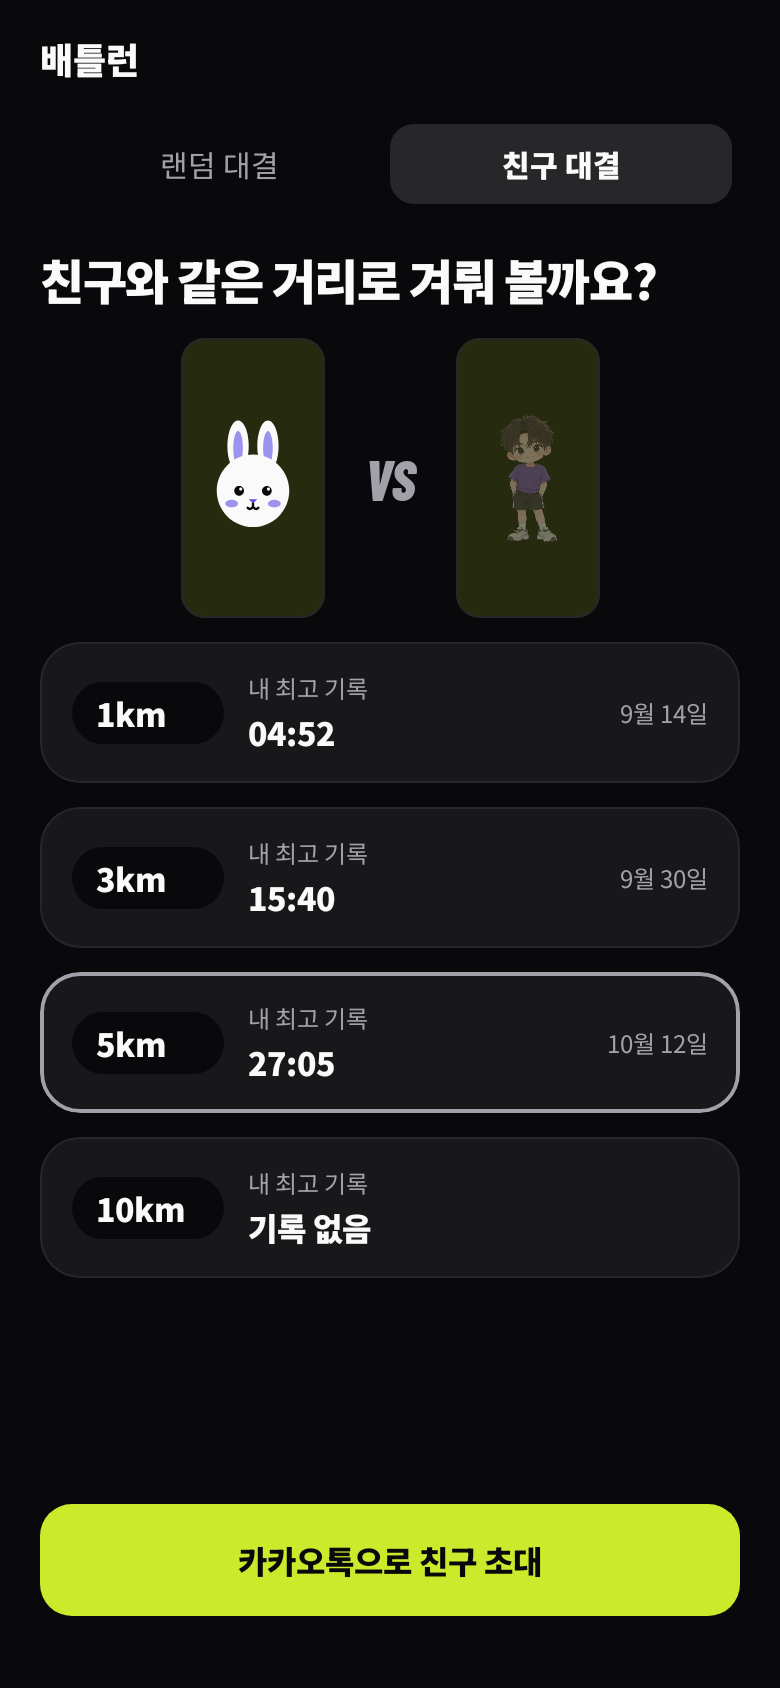 배틀런
랜덤 대결
친구 대결
친구와 같은 거리로 겨뤄 볼까요?
VS
1km
내 최고 기록
04:52
9월 14일
3km
내 최고 기록
15:40
9월 30일
5km
내 최고 기록
27:05
10월 12일
10km
내 최고 기록
기록 없음
카카오톡으로 친구 초대